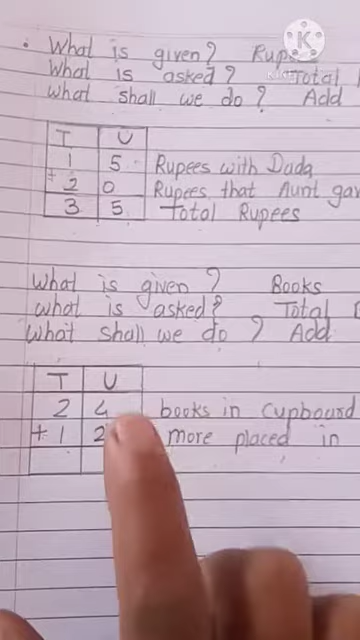 What is given? Rupees
What is asked? Total
What shall we do? Add
T U
1 5 Rupees with Dada
+ 2 0 Rupees that Aunt
3 5 Total Rupees
What is given? Books
what is asked? Total
What shall we do? Add
T U
2 4 books in Cupboard
+ 1 2 more placed in